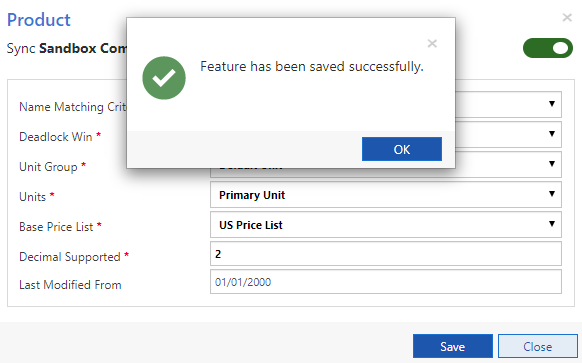 Product
Sync Sandbox Com
Feature has been saved successfully.
OK
Name Matching Crit
Deadlock Win *
Unit Group *
Units * Primary Unit
Base Price List * US Price List
Decimal Supported * 2
Last Modified From 01/01/2000
Save Close